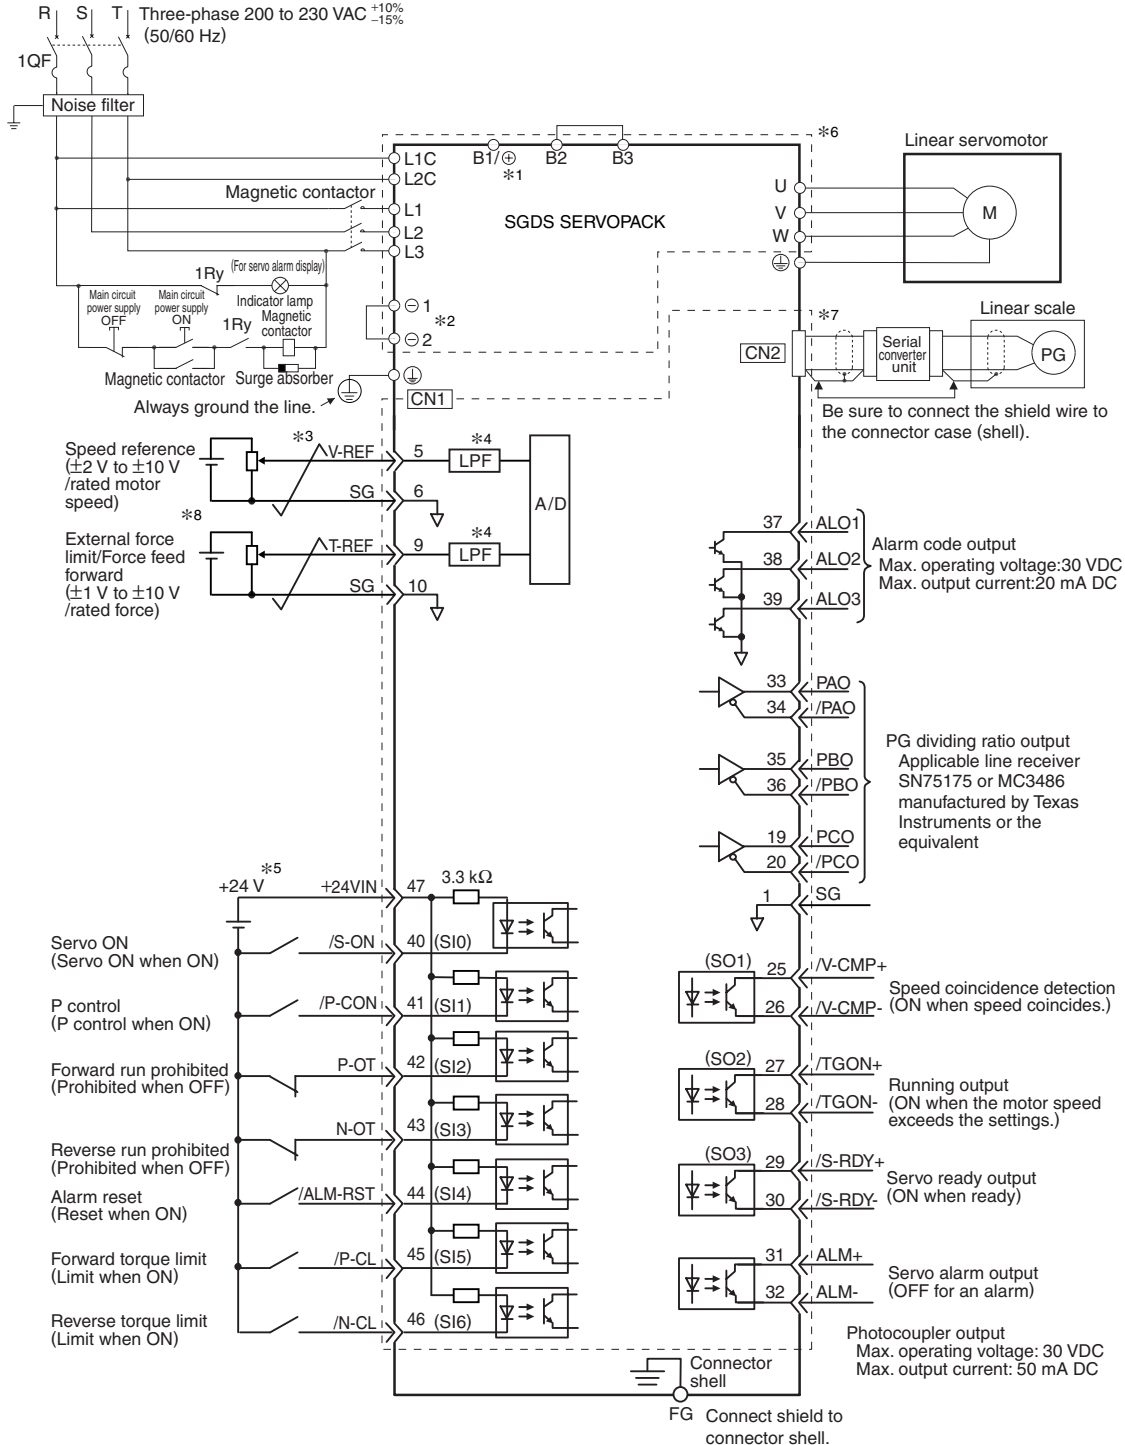 R S T Three-phase 200 to 230 VAC +10% −15%
(50/60 Hz)
1QF
Noise filter
L1C
L2C
B1/⊕
*1
B2
B3
*6
Linear servomotor
Magnetic contactor
L1
L2
L3
SGDS SERVOPACK
U
V
W
M
1Ry
(For servo alarm display)
Indicator lamp
Main circuit
power supply
OFF
Main circuit
power supply
ON
1Ry
Magnetic
contactor
Magnetic contactor
Surge absorber
⊖ 1
*2
⊖ 2
Always ground the line.
CN1
*7
Linear scale
CN2
Serial
converter
unit
PG
Be sure to connect the shield wire to
the connector case (shell).
Speed reference
(±2 V to ±10 V
/rated motor
speed)
*3
V-REF
5
*4
LPF
SG
6
A/D
*8
External force
limit/Force feed
forward
(±1 V to ±10 V
/rated force)
T-REF
9
*4
LPF
SG
10
37 ALO1
38 ALO2
39 ALO3
Alarm code output
Max. operating voltage:30 VDC
Max. output current:20 mA DC
33 PAO
34 /PAO
35 PBO
36 /PBO
19 PCO
20 /PCO
1 SG
PG dividing ratio output
Applicable line receiver
SN75175 or MC3486
manufactured by Texas
Instruments or the
equivalent
*5
+24 V
+24VIN
47
3.3 kΩ
Servo ON
(Servo ON when ON)
/S-ON
40 (SI0)
P control
(P control when ON)
/P-CON
41 (SI1)
Forward run prohibited
(Prohibited when OFF)
P-OT
42 (SI2)
Reverse run prohibited
(Prohibited when OFF)
N-OT
43 (SI3)
Alarm reset
(Reset when ON)
/ALM-RST
44 (SI4)
Forward torque limit
(Limit when ON)
/P-CL
45 (SI5)
Reverse torque limit
(Limit when ON)
/N-CL
46 (SI6)
(SO1)
25 /V-CMP+
26 /V-CMP-
Speed coincidence detection
(ON when speed coincides.)
(SO2)
27 /TGON+
28 /TGON-
Running output
(ON when the motor speed
exceeds the settings.)
(SO3)
29 /S-RDY+
30 /S-RDY-
Servo ready output
(ON when ready)
31 ALM+
32 ALM-
Servo alarm output
(OFF for an alarm)
Photocoupler output
Max. operating voltage: 30 VDC
Max. output current: 50 mA DC
Connector
shell
FG
Connect shield to
connector shell.